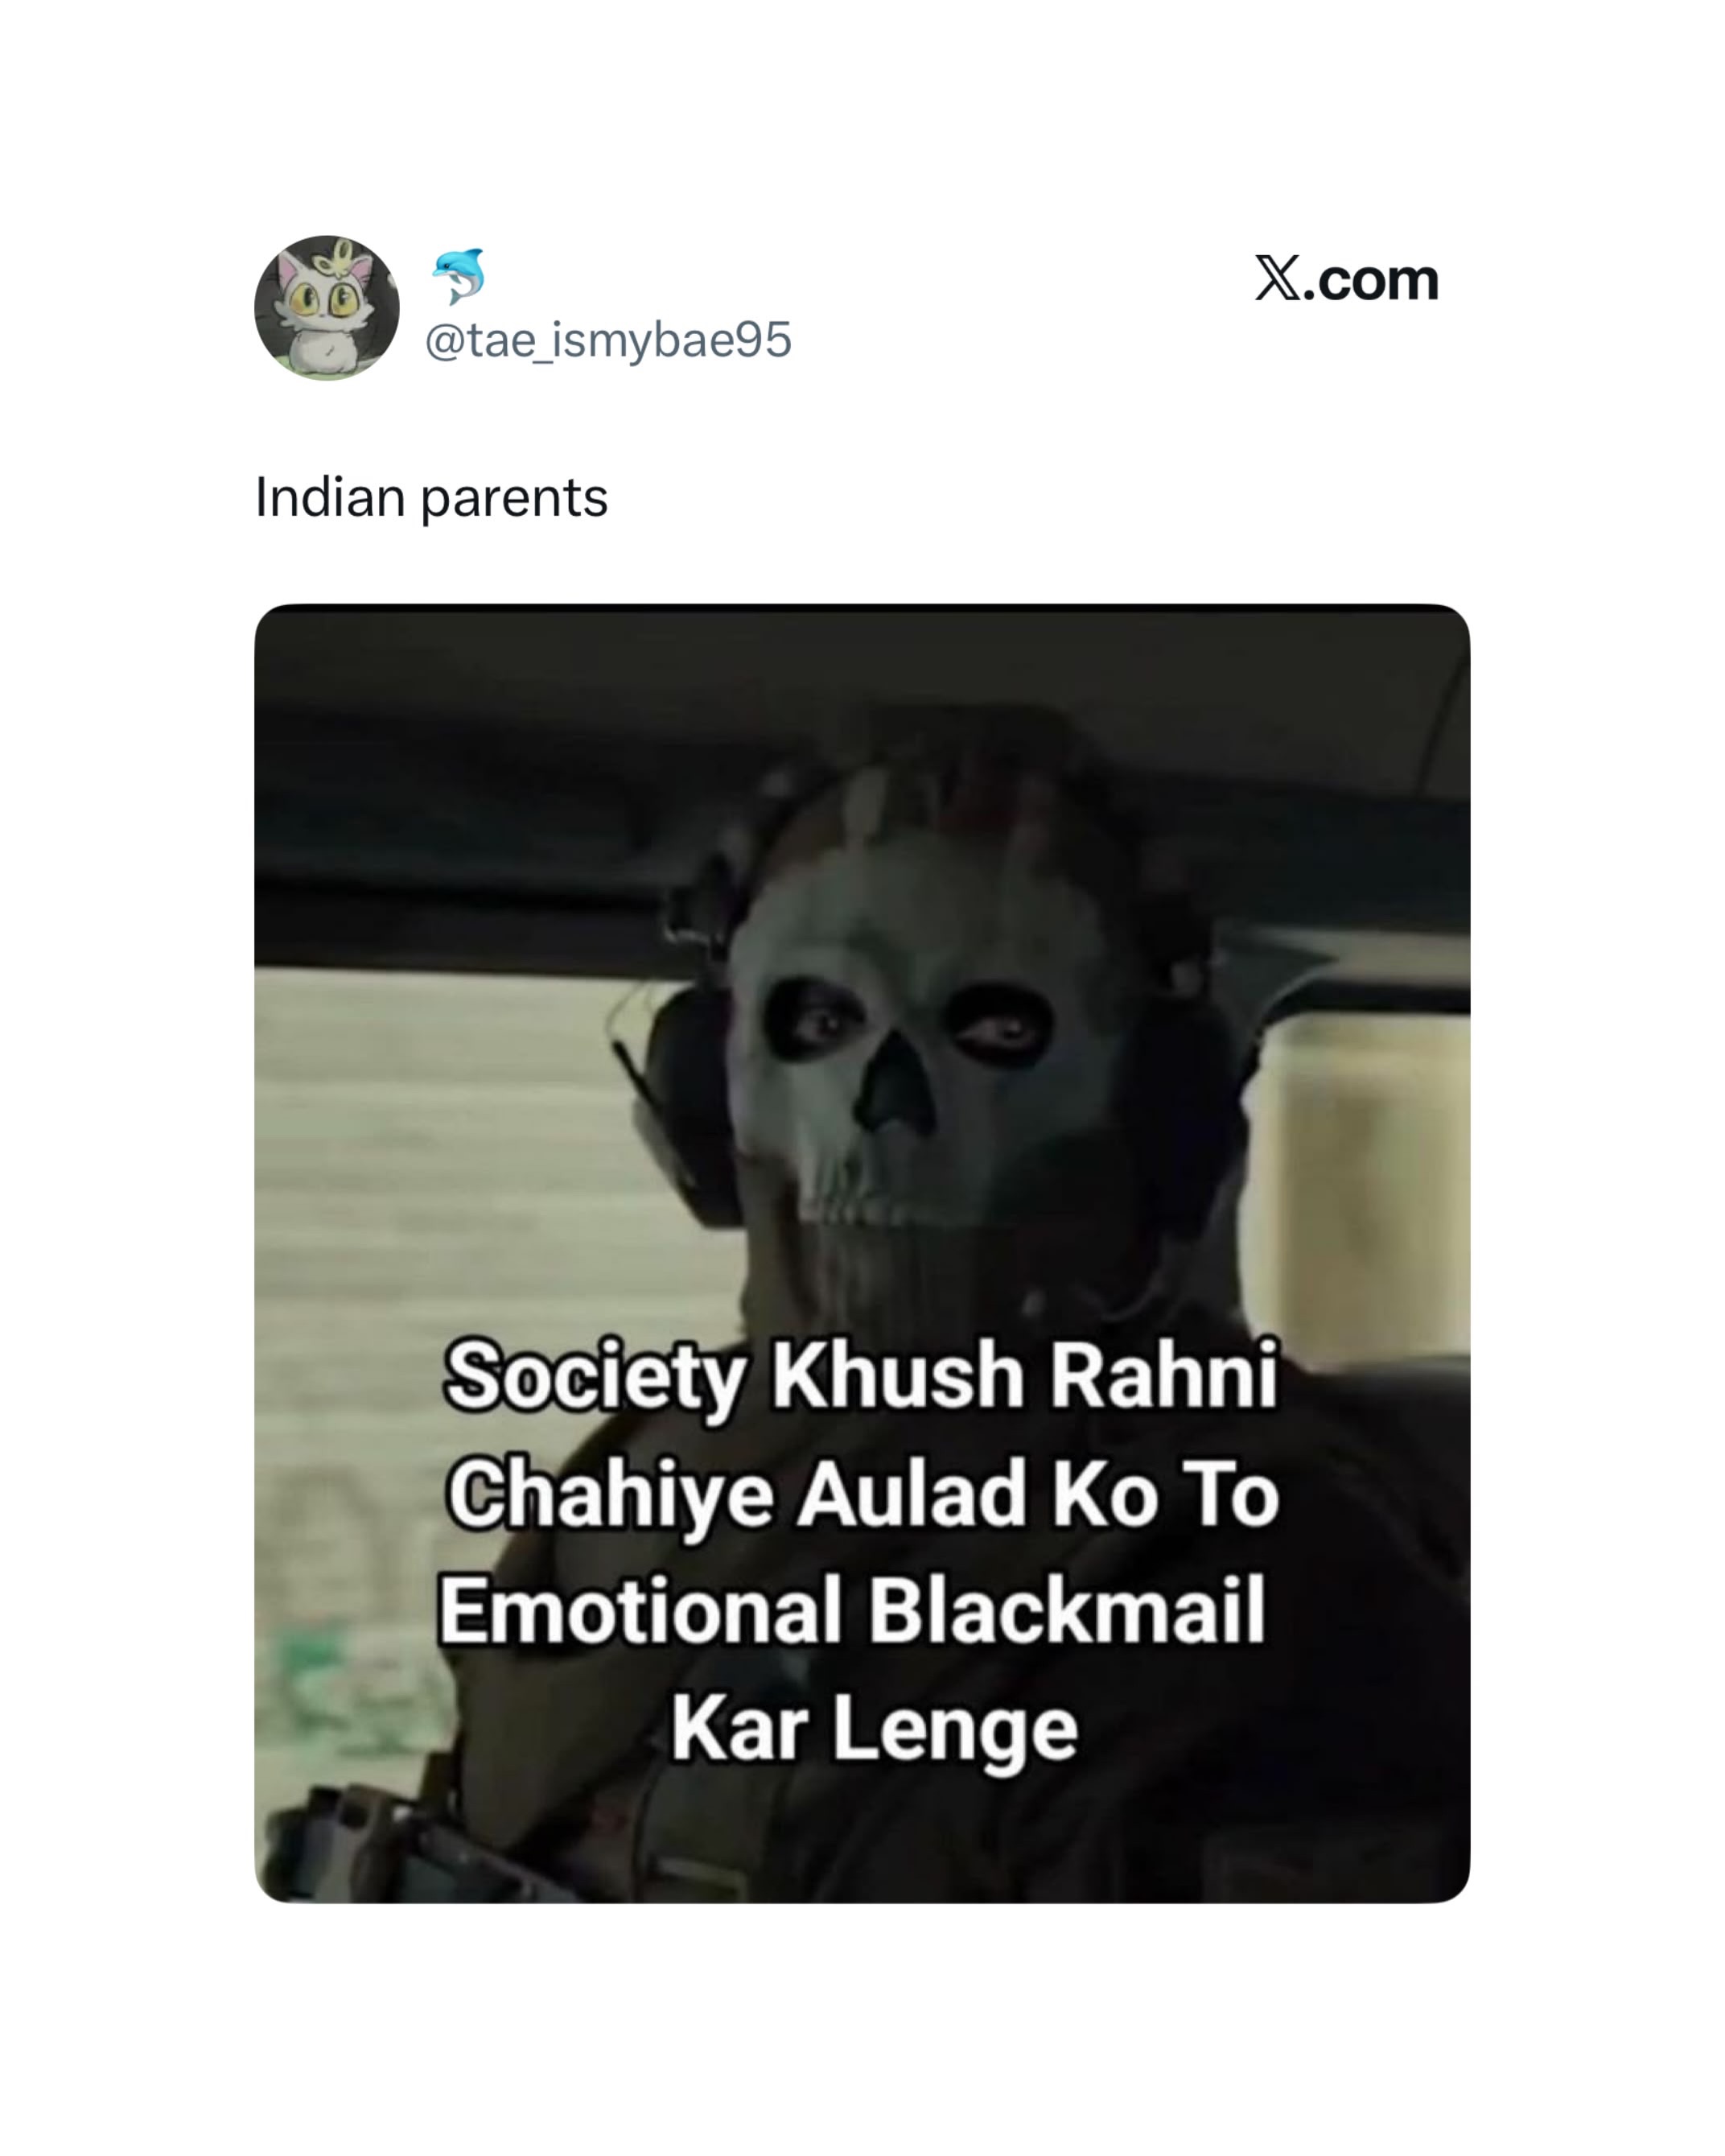 🐬
X.com
@tae_ismybae95
Indian parents
Society Khush Rahni
Chahiye Aulad Ko To
Emotional Blackmail
Kar Lenge